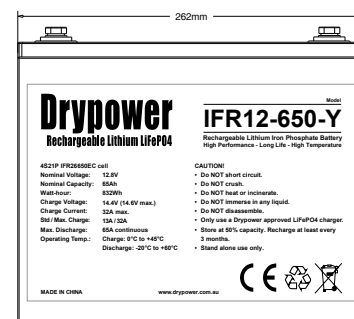 262mm
Drypower
Rechargeable Lithium LiFePO4
Model
IFR12-650-Y
Rechargeable Lithium Iron Phosphate Battery
High Performance - Long Life - High Temperature
4S21P IFR26650EC cell
Nominal Voltage: 12.8V
Nominal Capacity: 65Ah
Watt-hour: 832Wh
Charge Voltage: 14.4V (14.6V max.)
Charge Current: 32A max.
Std / Max. Charge: 13A / 32A
Max. Discharge: 65A continuous
Operating Temp.: Charge: 0°C to +45°C
Discharge: -20°C to +60°C
CAUTION!
• Do NOT short circuit.
• Do NOT crush.
• Do NOT heat or incinerate.
• Do NOT immerse in any liquid.
• Do NOT disassemble.
• Only use a Drypower approved LiFePO4 charger.
• Store at 50% capacity. Recharge at least every
3 months.
• Stand alone use only.
CE
MADE IN CHINA
www.drypower.com.au